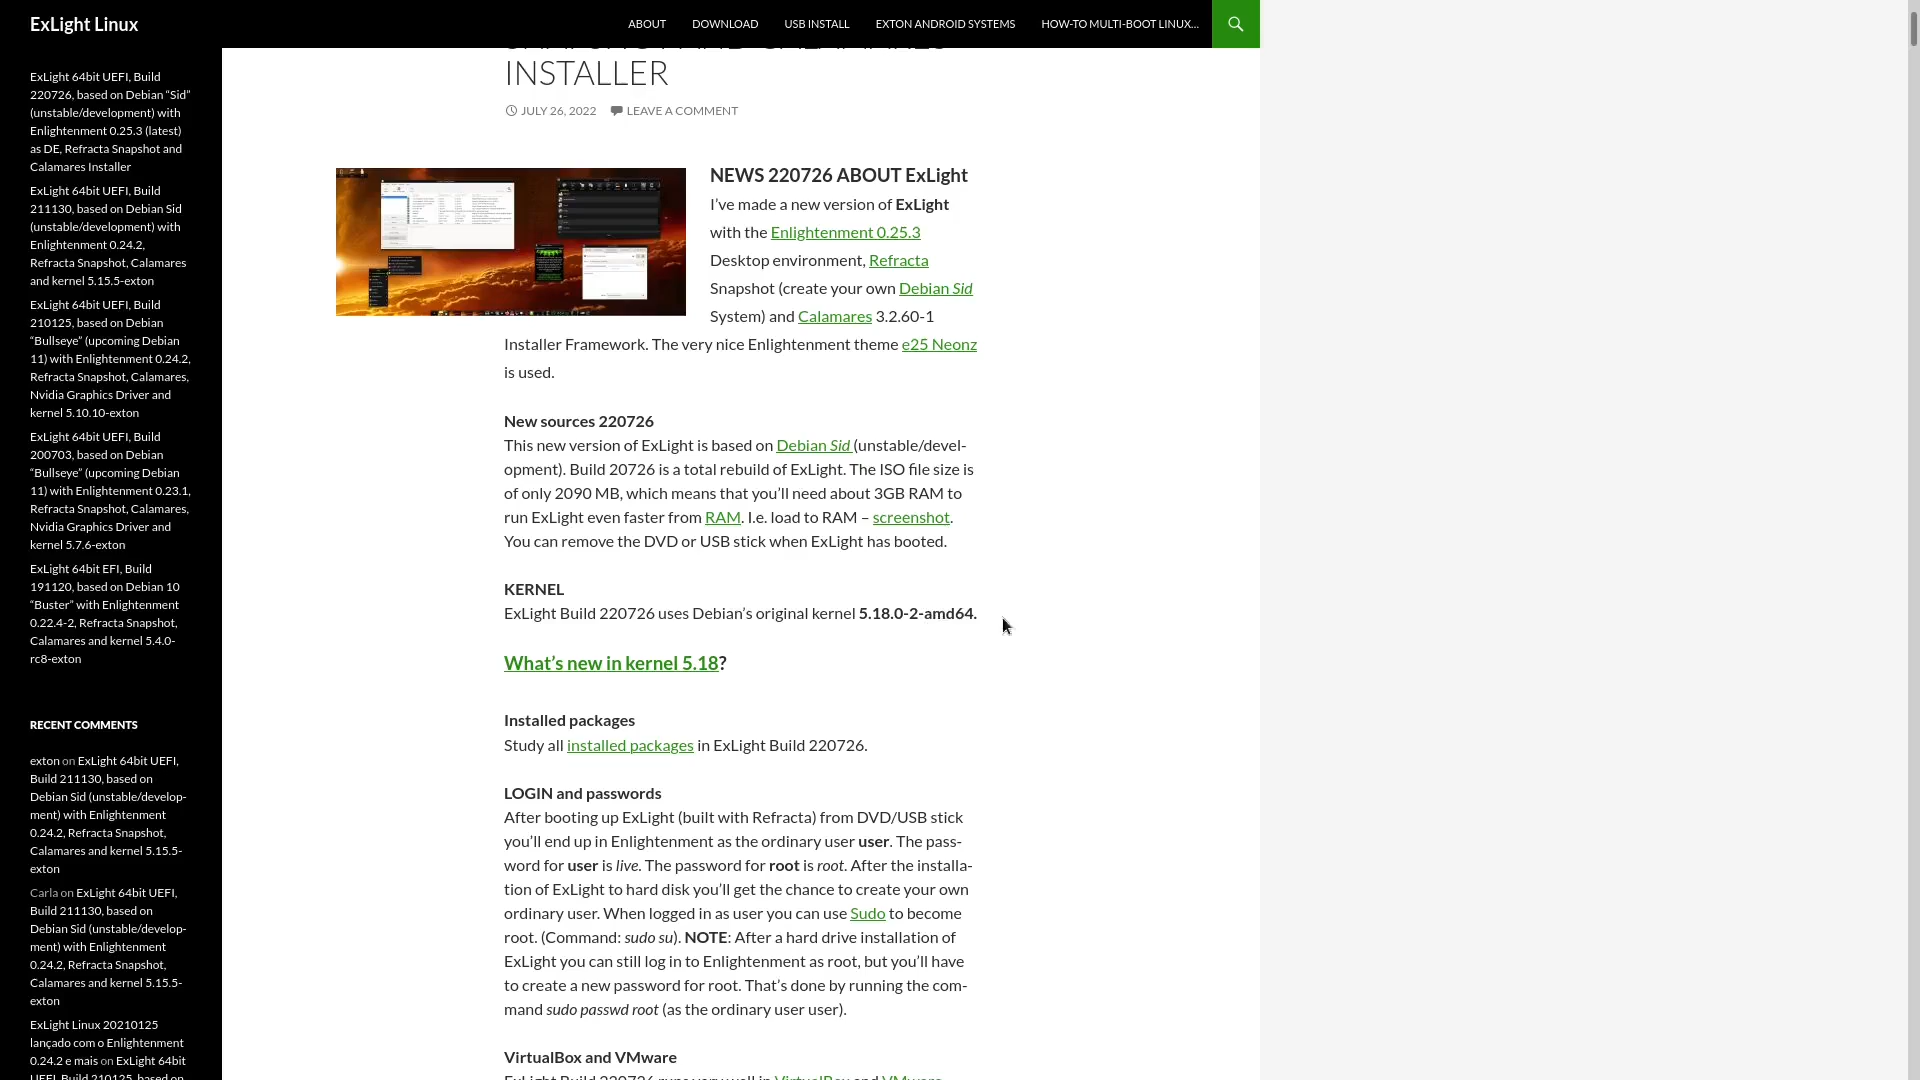 ExLight Linux
ABOUT
DOWNLOAD
USB INSTALL
EXTON ANDROID SYSTEMS
HOW-TO MULTI-BOOT LINUX…
ExLight 64bit UEFI, Build
220726, based on Debian “Sid”
(unstable/development) with
Enlightenment 0.25.3 (latest)
as DE, Refracta Snapshot and
Calamares Installer
ExLight 64bit UEFI, Build
211130, based on Debian Sid
(unstable/development) with
Enlightenment 0.24.2,
Refracta Snapshot, Calamares
and kernel 5.15.5-exton
ExLight 64bit UEFI, Build
210125, based on Debian
“Bullseye” (upcoming Debian
11) with Enlightenment 0.24.2,
Refracta Snapshot, Calamares,
Nvidia Graphics Driver and
kernel 5.10.10-exton
ExLight 64bit UEFI, Build
200703, based on Debian
“Bullseye” (upcoming Debian
11) with Enlightenment 0.23.1,
Refracta Snapshot, Calamares,
Nvidia Graphics Driver and
kernel 5.7.6-exton
ExLight 64bit EFI, Build
191120, based on Debian 10
“Buster” with Enlightenment
0.22.4-2, Refracta Snapshot,
Calamares and kernel 5.4.0-
rc8-exton
RECENT COMMENTS
exton on ExLight 64bit UEFI,
Build 211130, based on
Debian Sid (unstable/develop-
ment) with Enlightenment
0.24.2, Refracta Snapshot,
Calamares and kernel 5.15.5-
exton
Carla on ExLight 64bit UEFI,
Build 211130, based on
Debian Sid (unstable/develop-
ment) with Enlightenment
0.24.2, Refracta Snapshot,
Calamares and kernel 5.15.5-
exton
ExLight Linux 20210125
lançado com o Enlightenment
0.24.2 e mais on ExLight 64bit
UEFI, Build 210125, based on
SNAPSHOT AND CALAMARES
INSTALLER
JULY 26, 2022
LEAVE A COMMENT
NEWS 220726 ABOUT ExLight
I’ve made a new version of ExLight
with the Enlightenment 0.25.3
Desktop environment, Refracta
Snapshot (create your own Debian Sid
System) and Calamares 3.2.60-1
Installer Framework. The very nice Enlightenment theme e25 Neonz
is used.
New sources 220726
This new version of ExLight is based on Debian Sid (unstable/devel-
opment). Build 20726 is a total rebuild of ExLight. The ISO file size is
of only 2090 MB, which means that you’ll need about 3GB RAM to
run ExLight even faster from RAM. I.e. load to RAM – screenshot.
You can remove the DVD or USB stick when ExLight has booted.
KERNEL
ExLight Build 220726 uses Debian’s original kernel 5.18.0-2-amd64.
What’s new in kernel 5.18?
Installed packages
Study all installed packages in ExLight Build 220726.
LOGIN and passwords
After booting up ExLight (built with Refracta) from DVD/USB stick
you’ll end up in Enlightenment as the ordinary user user. The pass-
word for user is live. The password for root is root. After the installa-
tion of ExLight to hard disk you’ll get the chance to create your own
ordinary user. When logged in as user you can use Sudo to become
root. (Command: sudo su). NOTE: After a hard drive installation of
ExLight you can still log in to Enlightenment as root, but you’ll have
to create a new password for root. That’s done by running the com-
mand sudo passwd root (as the ordinary user user).
VirtualBox and VMware
ExLight Build 220726 runs very well in VirtualBox and VMware.